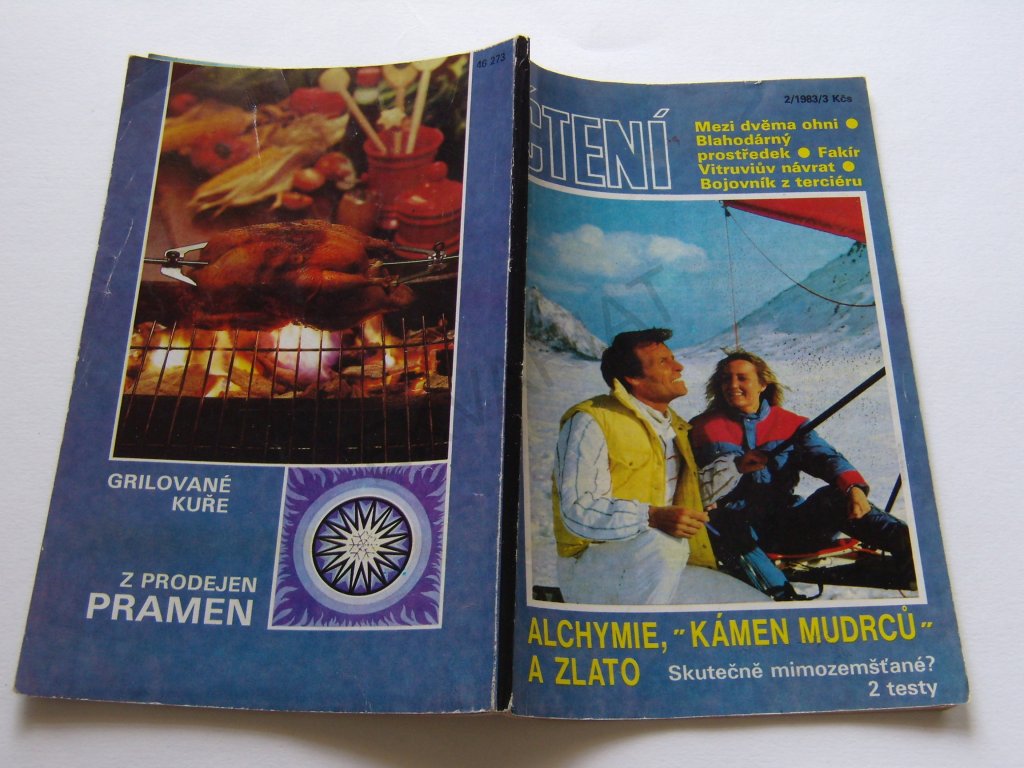 46 273
GRILOVANÉ
KUŘE
Z PRODEJEN
PRAMEN
ČTENÍ
2/1983/3 Kčs
Mezi dvěma ohni ●
Blahodárný
prostředek ● Fakír
Vitruviův návrat ●
Bojovník z terciéru
ALCHYMIE, "KÁMEN MUDRCŮ"
A ZLATO
Skutečně mimozemšťané?
2 testy